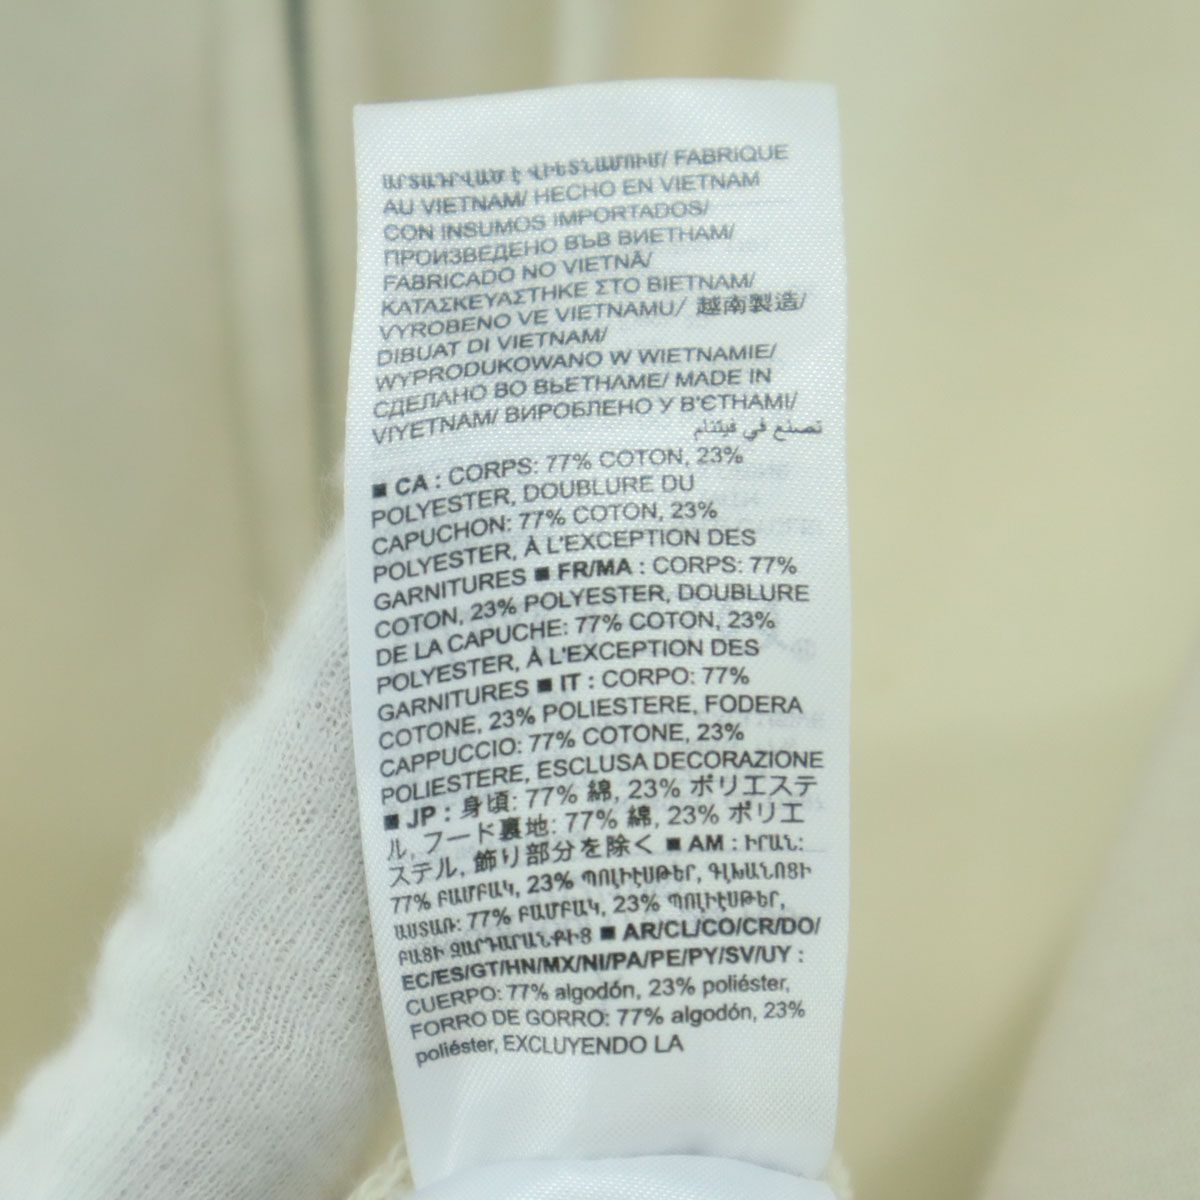 ԱՐՏԱԴՐՎԱԾ Է ՎԻԵՏՆԱՄՈՒՄ/ FABRIQUE
AU VIETNAM/ HECHO EN VIETNAM
CON INSUMOS IMPORTADOS/
ПРОИЗВЕДЕНО ВЪВ ВИЕТНАМ/
FABRICADO NO VIETNÃ/
ΚΑΤΑΣΚΕΥΑΣΤΗΚΕ ΣΤΟ ΒΙΕΤΝΑΜ/
VYROBENO VE VIETNAMU/ 越南製造/
DIBUAT DI VIETNAM/
WYPRODUKOWANO W WIETNAMIE/
СДЕЛАНО ВО ВЬЕТНАМЕ/ MADE IN
VIYETNAM/ ВИРОБЛЕНО У В'ЄТНАМІ/
تصنع في فيتنام
■ CA : CORPS: 77% COTON, 23%
POLYESTER, DOUBLURE DU
CAPUCHON: 77% COTON, 23%
POLYESTER, À L'EXCEPTION DES
GARNITURES ■ FR/MA : CORPS: 77%
COTON, 23% POLYESTER, DOUBLURE
DE LA CAPUCHE: 77% COTON, 23%
POLYESTER, À L'EXCEPTION DES
GARNITURES ■ IT : CORPO: 77%
COTONE, 23% POLIESTERE, FODERA
CAPPUCCIO: 77% COTONE, 23%
POLIESTERE, ESCLUSA DECORAZIONE
■ JP : 身頃: 77% 綿, 23% ポリエステ
ル, フード裏地: 77% 綿, 23% ポリエ
ステル, 飾り部分を除く ■ AM : ԻՐԱՆ:
77% ԲԱՄԲԱԿ, 23% ՊՈԼԻԷՍԹԵՐ, ԳԼԽԱՆՈՑԻ
ԱՍՏԱՌ: 77% ԲԱՄԲԱԿ, 23% ՊՈԼԻԷՍԹԵՐ,
ԲԱՑԻ ԶԱՐԴԱՐԱՆՔԻՑ ■ AR/CL/CO/CR/DO/
EC/ES/GT/HN/MX/NI/PA/PE/PY/SV/UY :
CUERPO: 77% algodón, 23% poliéster,
FORRO DE GORRO: 77% algodón, 23%
poliéster, EXCLUYENDO LA